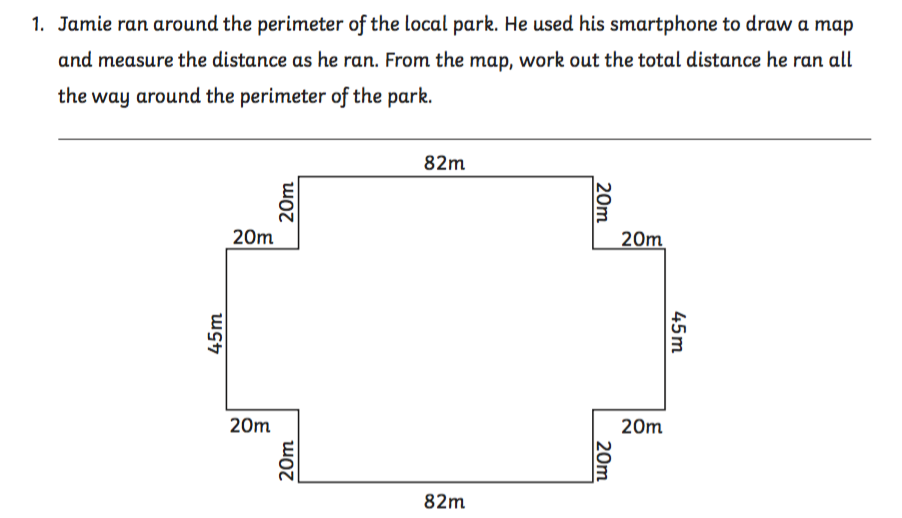 1. Jamie ran around the perimeter of the local park. He used his smartphone to draw a map
and measure the distance as he ran. From the map, work out the total distance he ran all
the way around the perimeter of the park.
82m
20m
20m
20m
20m
45m
45m
20m
20m
20m
20m
82m